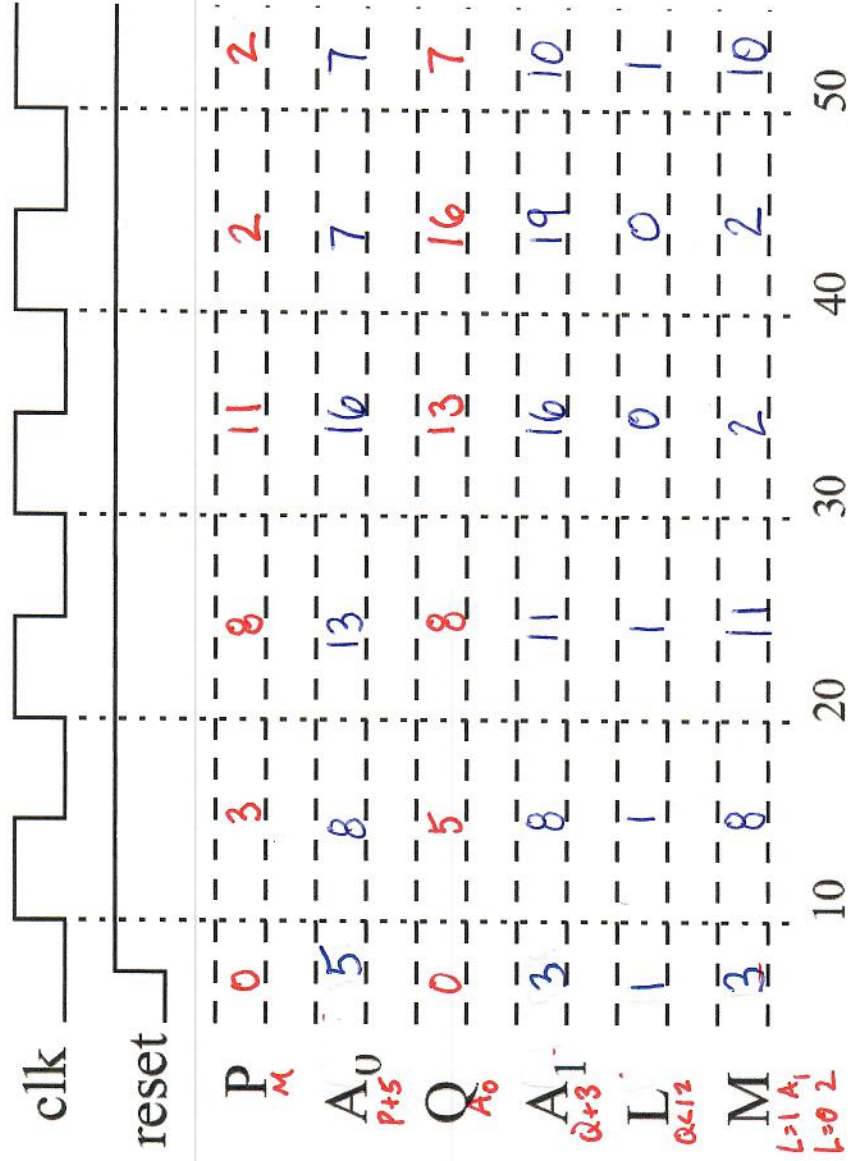 clk
reset
P 0 3 8 11 2 2
M
A0 5 8 13 16 7 7
P+5
Q 0 5 8 13 16 7
A0
A1 3 8 11 16 19 10
Q+3
L 1 1 1 0 0 1
Q<12
M 3 8 11 2 2 10
L=1 A1
L=0 2
10 20 30 40 50